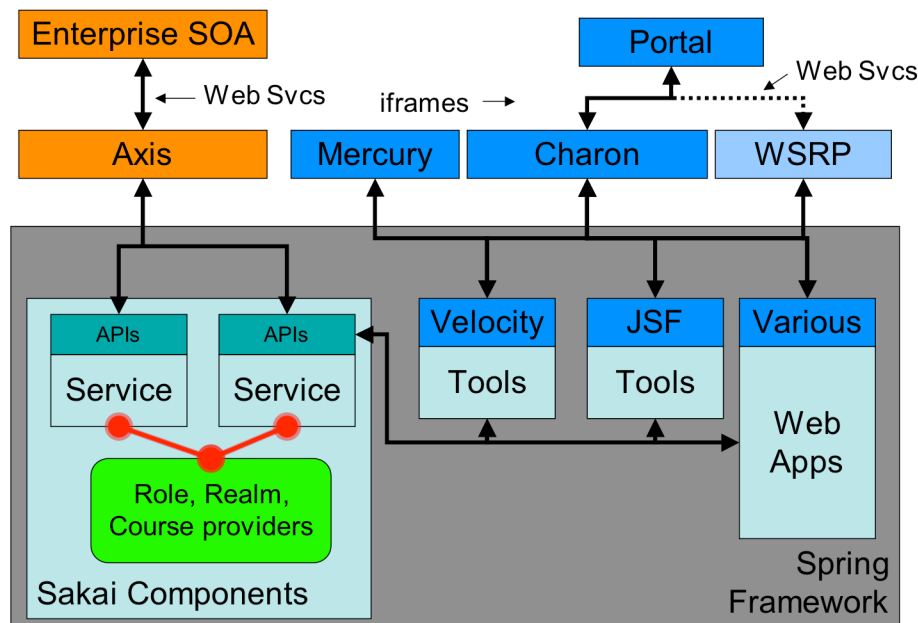 Enterprise SOA
Portal
Web Svcs
Web Svcs
iframes
Axis
Mercury
Charon
WSRP
APIs
APIs
Velocity
JSF
Various
Service
Service
Tools
Tools
Web
Apps
Role, Realm,
Course providers
Sakai Components
Spring
Framework